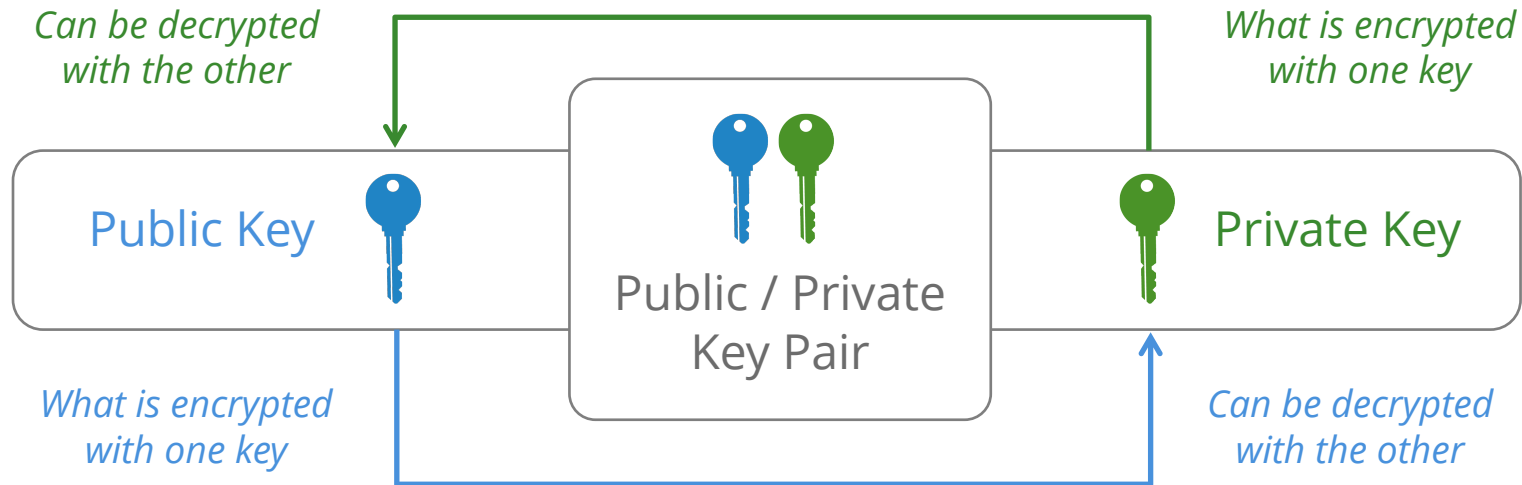 Can be decrypted
with the other
What is encrypted
with one key
Public Key
Private Key
Public / Private
Key Pair
What is encrypted
with one key
Can be decrypted
with the other